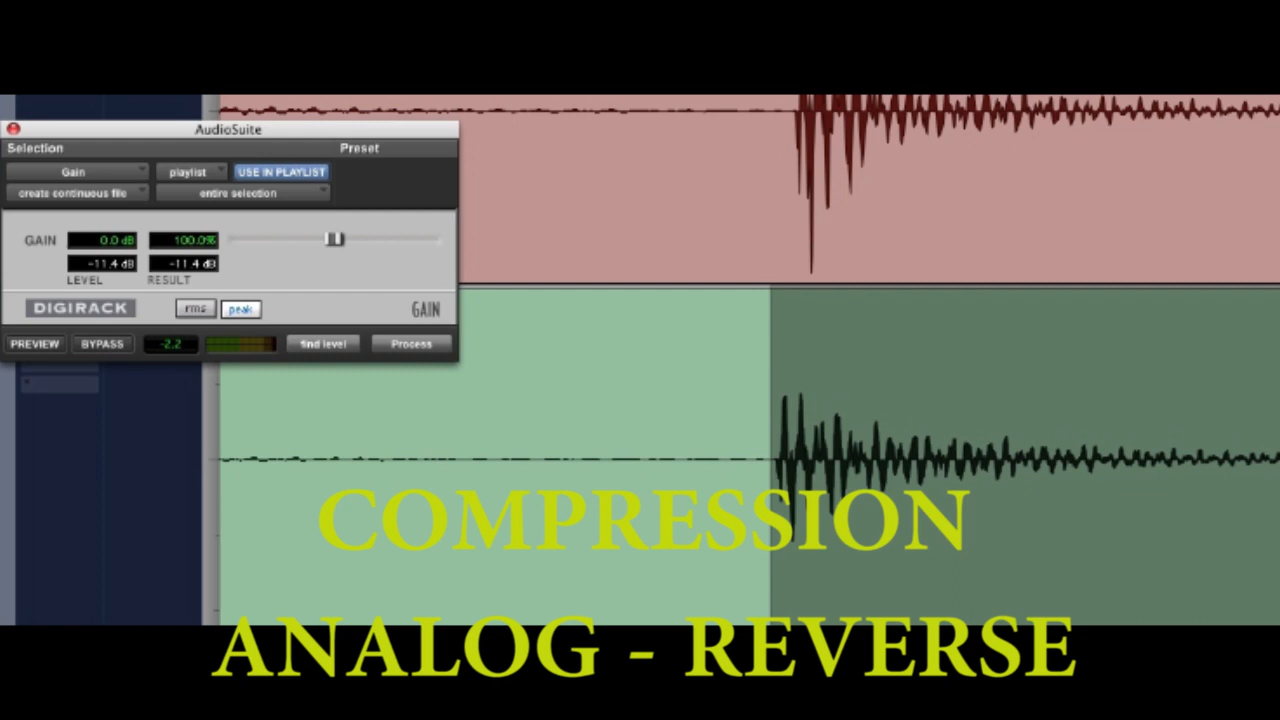 AudioSuite
Selection Preset
Gain playlist USE IN PLAYLIST
create continuous file entire selection
GAIN 0.0 dB 100.0%
-11.4 dB -11.4 dB
LEVEL RESULT
DIGIRACK rms peak GAIN
PREVIEW BYPASS -2.2 find level Process
COMPRESSION
ANALOG - REVERSE